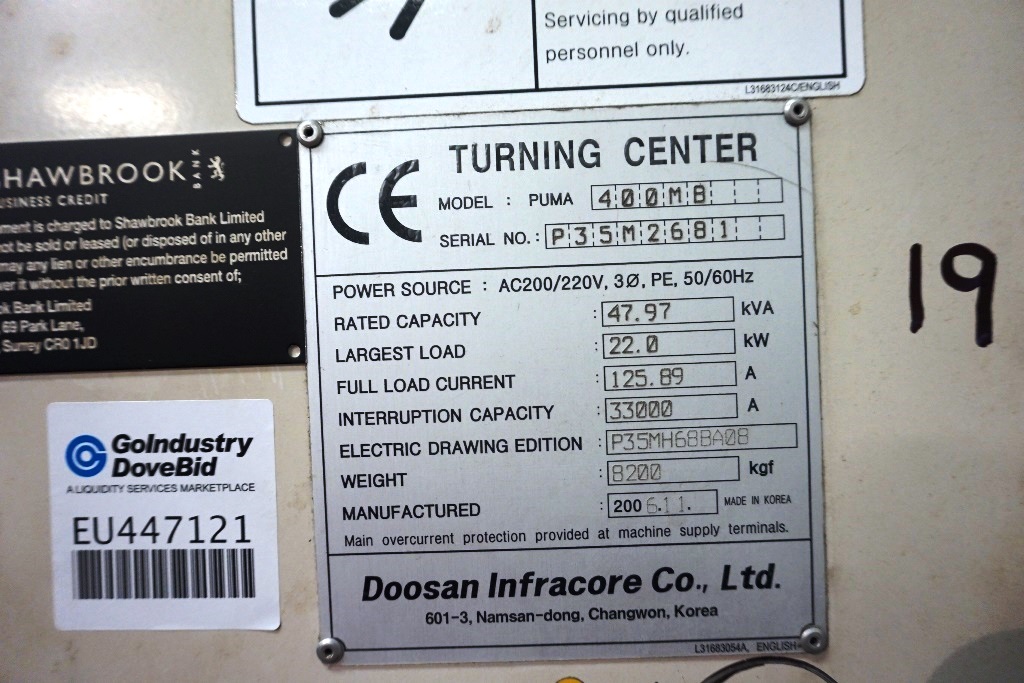 Servicing by qualified
personnel only.
L31683124C/ENGLISH
TURNING CENTER
CE
MODEL : PUMA 400MB
SERIAL NO. : P35M2681
POWER SOURCE : AC200/220V, 3Ø, PE, 50/60Hz
RATED CAPACITY : 47.97 kVA
LARGEST LOAD : 22.0 kW
FULL LOAD CURRENT : 125.89 A
INTERRUPTION CAPACITY : 33000 A
ELECTRIC DRAWING EDITION : P35MH68BA08
WEIGHT : 8200 kgf
MANUFACTURED : 2006.11. MADE IN KOREA
Main overcurrent protection provided at machine supply terminals.
Doosan Infracore Co., Ltd.
601-3, Namsan-dong, Changwon, Korea
L31683054A, ENGLISH
HAWBROOK BANK
USINESS CREDIT
ment is charged to Shawbrook Bank Limited
not be sold or leased (or disposed of in any other
may any lien or other encumbrance be permitted
ver it without the prior written consent of;
ok Bank Limited
69 Park Lane,
Surrey CR0 1JD
GoIndustry
DoveBid
A LIQUIDITY SERVICES MARKETPLACE
EU447121
19